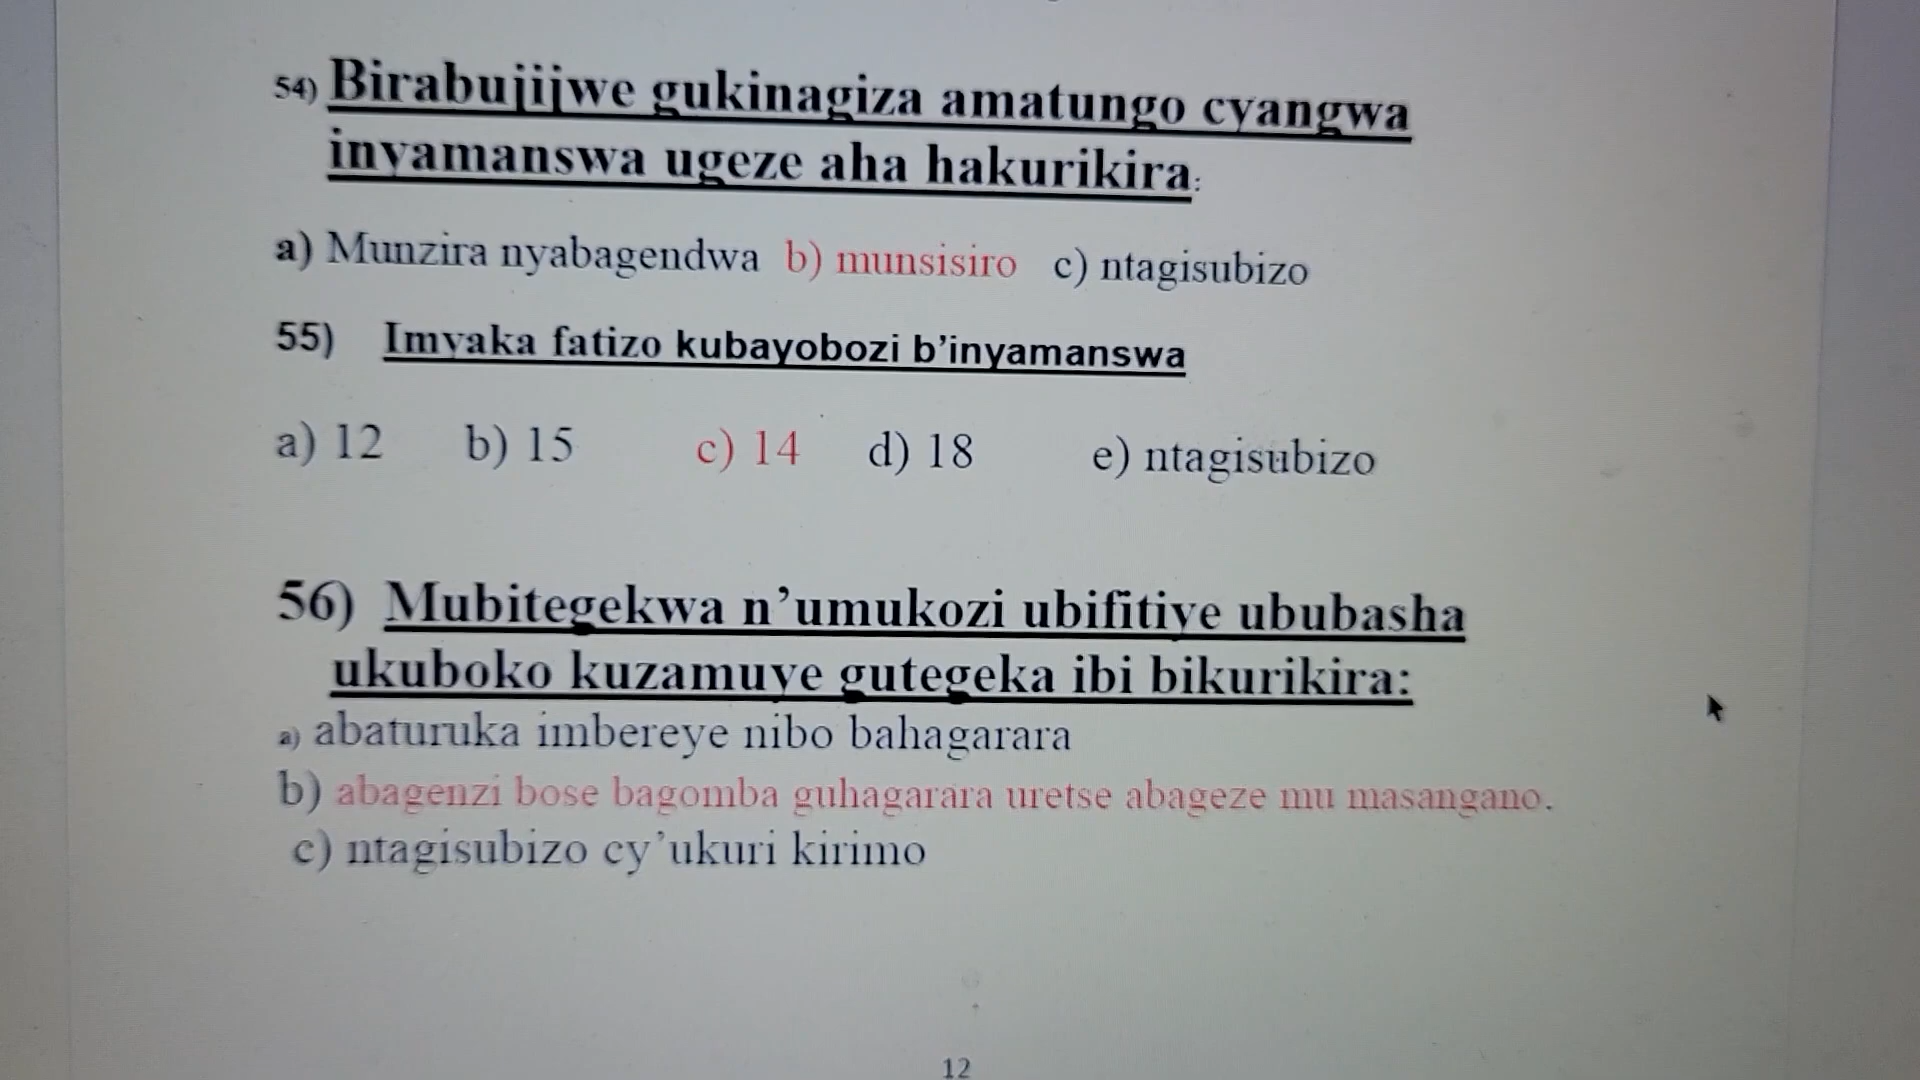 54) Birabujijwe gukinagiza amatungo cyangwa
inyamanswa ugeze aha hakurikira:
a) Munzira nyabagendwa b) munsisiro c) ntagisubizo
55) Imyaka fatizo kubayobozi b’inyamanswa
a) 12 b) 15 c) 14 d) 18 e) ntagisubizo
56) Mubitegekwa n’umukozi ubifitiye ububasha
ukuboko kuzamuye gutegeka ibi bikurikira:
a) abaturuka imbereye nibo bahagarara
b) abagenzi bose bagomba guhagarara uretse abageze mu masangano.
c) ntagisubizo cy’ukuri kirimo
12